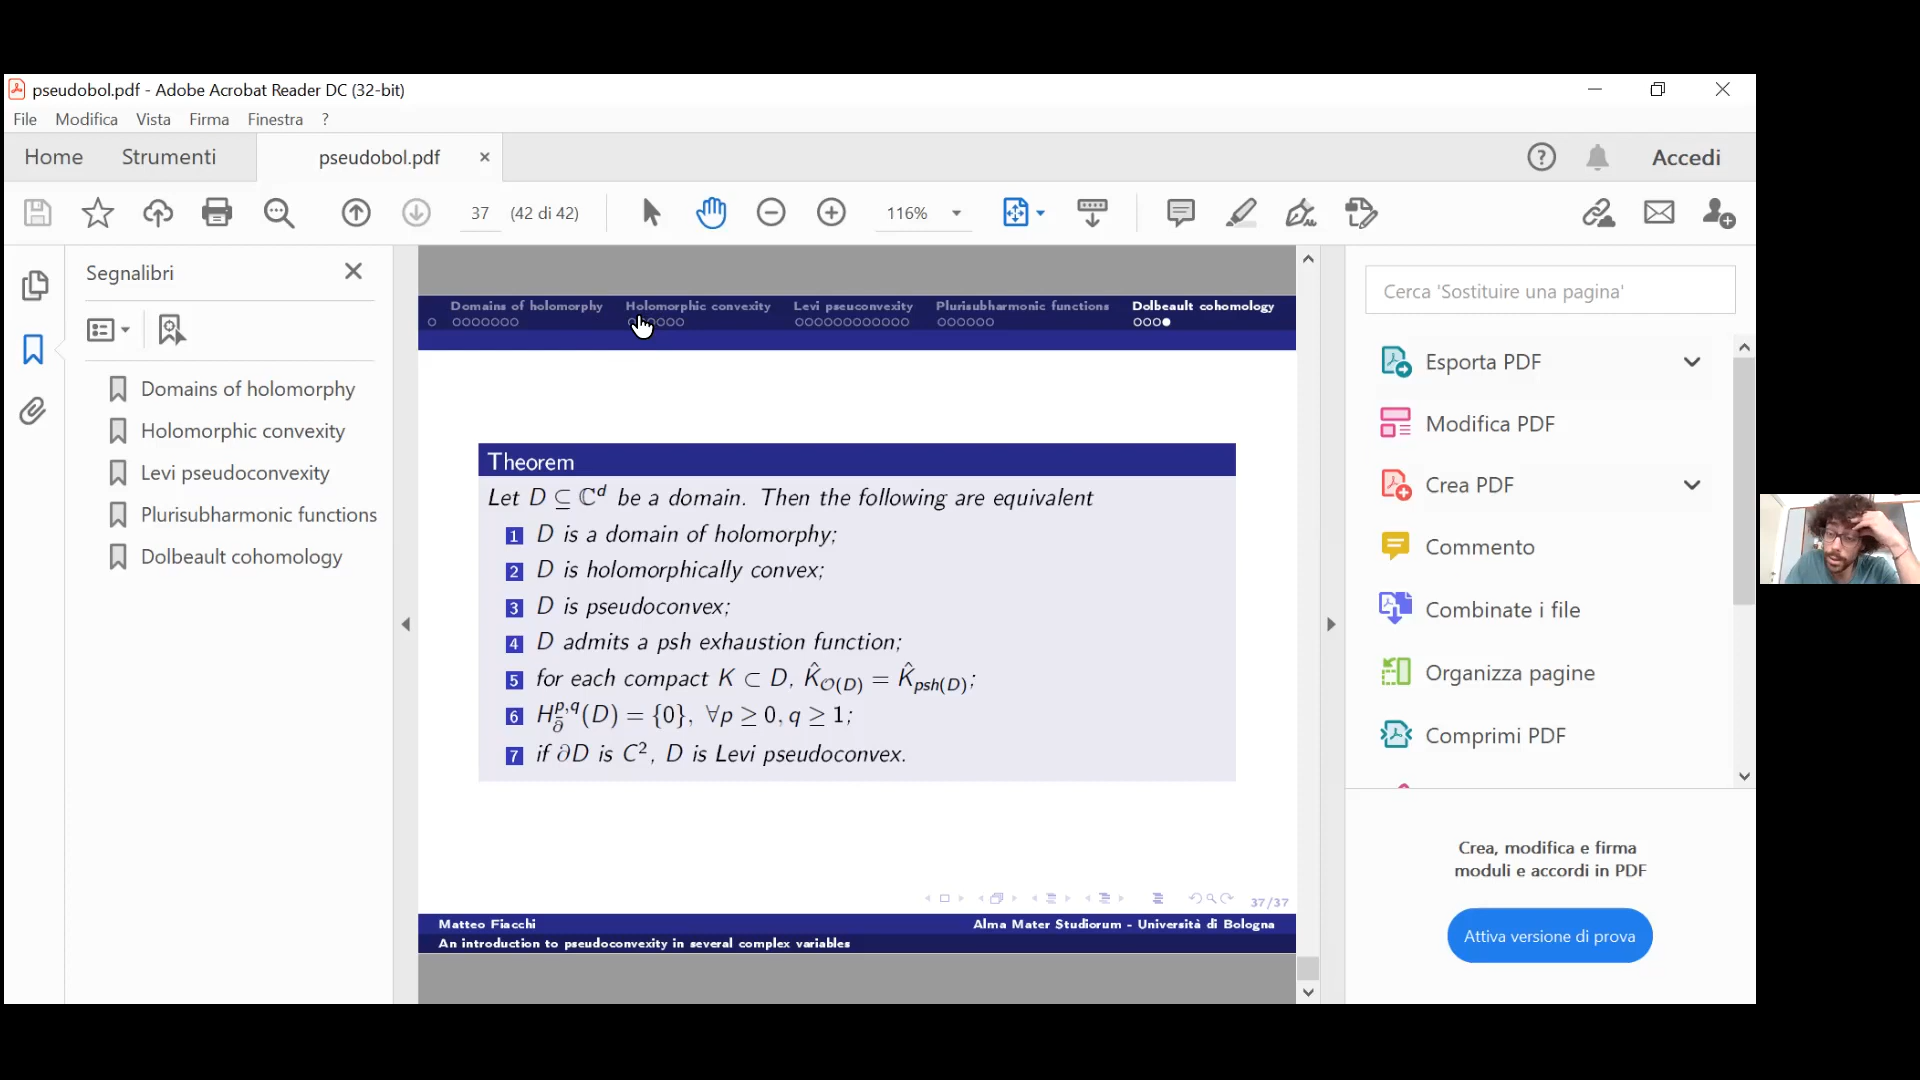 pseudobol.pdf - Adobe Acrobat Reader DC (32-bit)
File Modifica Vista Firma Finestra ?
Home Strumenti pseudobol.pdf Accedi
37 (42 di 42) 116%
Segnalibri
Domains of holomorphy
Holomorphic convexity
Levi pseudoconvexity
Plurisubharmonic functions
Dolbeault cohomology
Domains of holomorphy Holomorphic convexity Levi pseuconvexity Plurisubharmonic functions Dolbeault cohomology
Theorem
Let D ⊆ ℂ^d be a domain. Then the following are equivalent
1 D is a domain of holomorphy;
2 D is holomorphically convex;
3 D is pseudoconvex;
4 D admits a psh exhaustion function;
5 for each compact K ⊂ D, K̂_{𝒪(D)} = K̂_{psh(D)};
6 H^{p,q}_{∂̄}(D) = {0}, ∀p ≥ 0, q ≥ 1;
7 if ∂D is C², D is Levi pseudoconvex.
37/37
Matteo Fiacchi Alma Mater Studiorum - Università di Bologna
An introduction to pseudoconvexity in several complex variables
Cerca 'Sostituire una pagina'
Esporta PDF
Modifica PDF
Crea PDF
Commento
Combinate i file
Organizza pagine
Comprimi PDF
Crea, modifica e firma
moduli e accordi in PDF
Attiva versione di prova